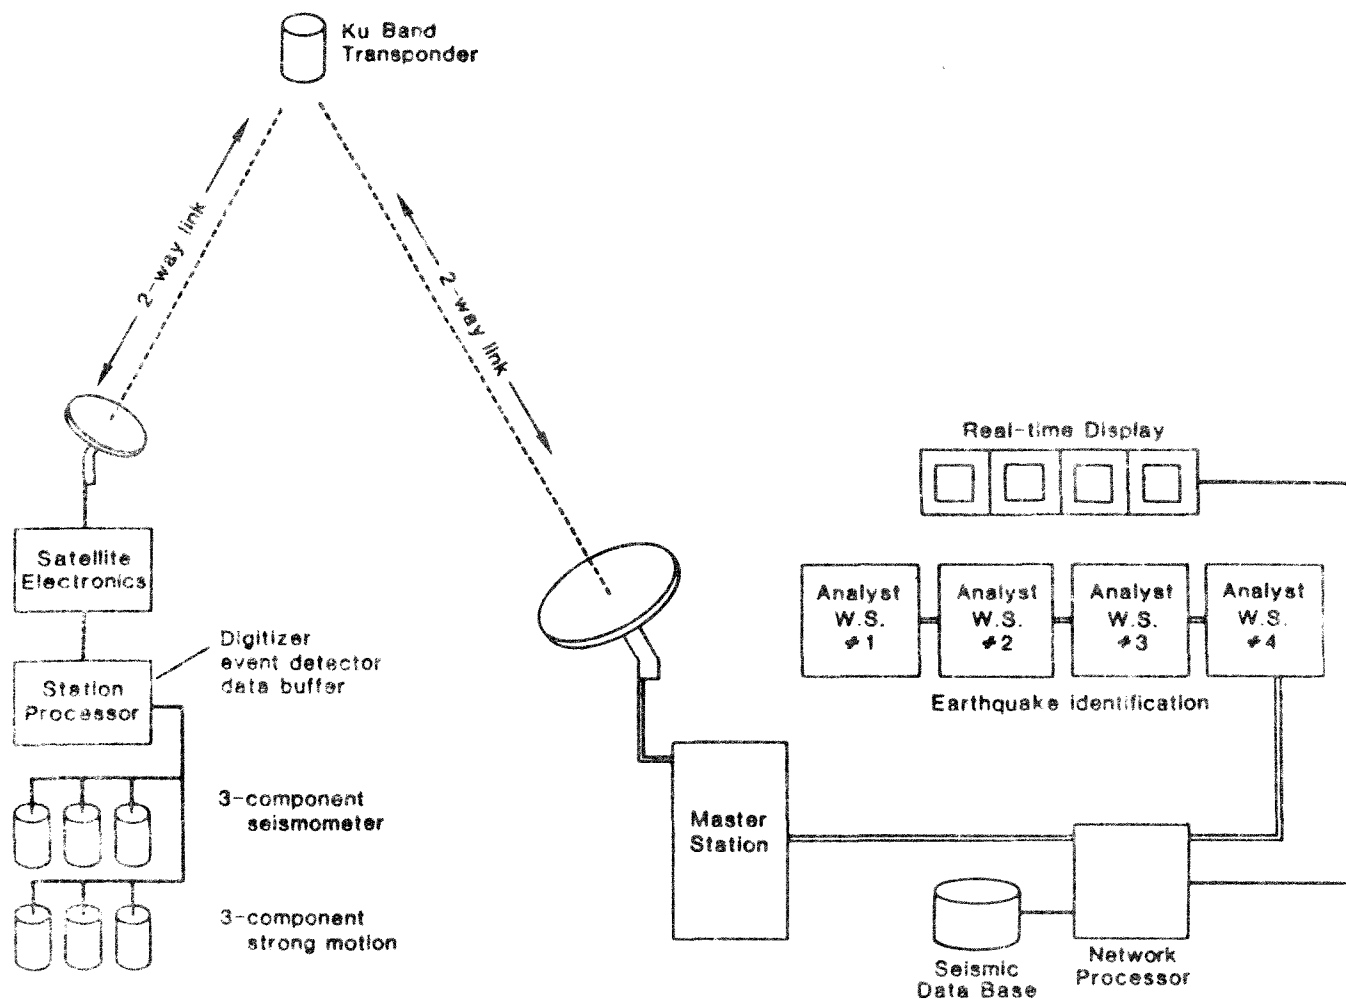 Ku Band
Transponder
2-way link
2-way link
Real-time Display
Satellite
Electronics
Digitizer
event detector
data buffer
Station
Processor
Analyst
W.S.
#1
Analyst
W.S.
#2
Analyst
W.S.
#3
Analyst
W.S.
#4
Earthquake identification
3-component
seismometer
Master
Station
3-component
strong motion
Seismic
Data Base
Network
Processor